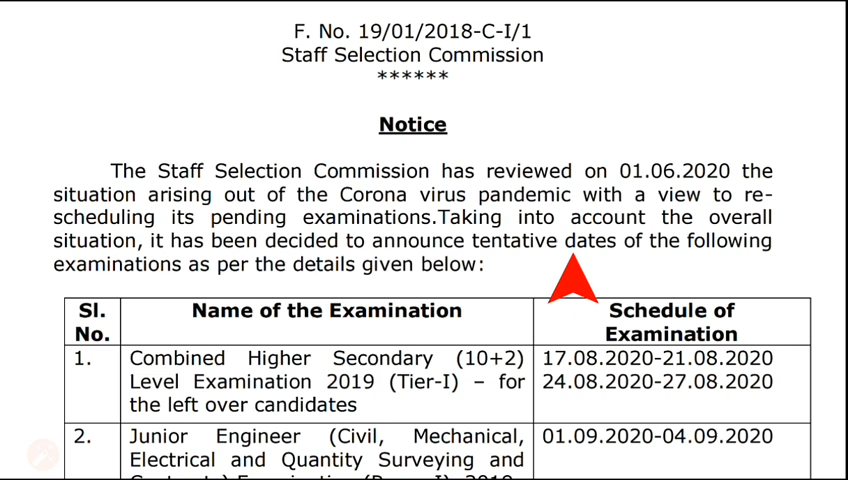 F. No. 19/01/2018-C-I/1
Staff Selection Commission
******
Notice
The Staff Selection Commission has reviewed on 01.06.2020 the
situation arising out of the Corona virus pandemic with a view to re-
scheduling its pending examinations.Taking into account the overall
situation, it has been decided to announce tentative dates of the following
examinations as per the details given below:
Sl. No.
Name of the Examination
Schedule of Examination
1.
Combined Higher Secondary (10+2)
Level Examination 2019 (Tier-I) – for
the left over candidates
17.08.2020-21.08.2020
24.08.2020-27.08.2020
2.
Junior Engineer (Civil, Mechanical,
Electrical and Quantity Surveying and
01.09.2020-04.09.2020